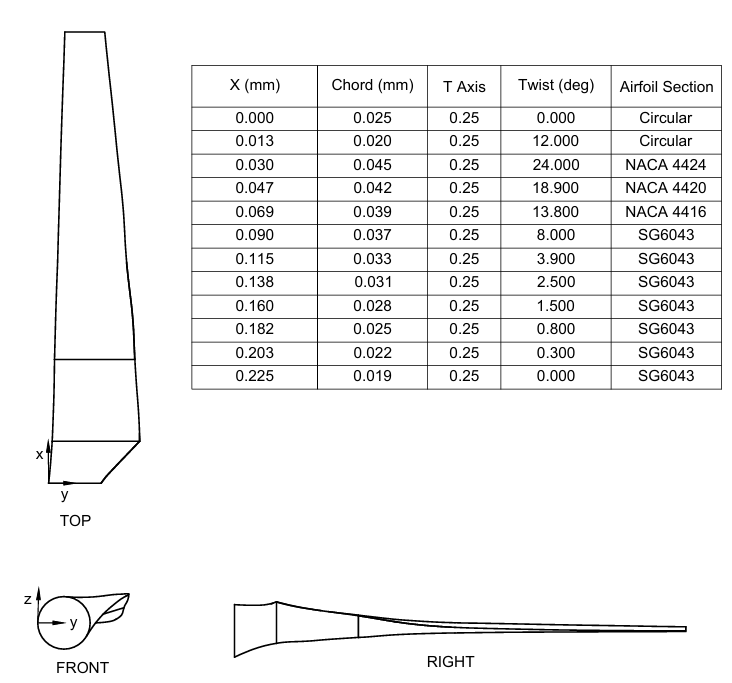 X (mm) Chord (mm) T Axis Twist (deg) Airfoil Section
0.000 0.025 0.25 0.000 Circular
0.013 0.020 0.25 12.000 Circular
0.030 0.045 0.25 24.000 NACA 4424
0.047 0.042 0.25 18.900 NACA 4420
0.069 0.039 0.25 13.800 NACA 4416
0.090 0.037 0.25 8.000 SG6043
0.115 0.033 0.25 3.900 SG6043
0.138 0.031 0.25 2.500 SG6043
0.160 0.028 0.25 1.500 SG6043
0.182 0.025 0.25 0.800 SG6043
0.203 0.022 0.25 0.300 SG6043
0.225 0.019 0.25 0.000 SG6043
x
y
TOP
z
y
FRONT
RIGHT